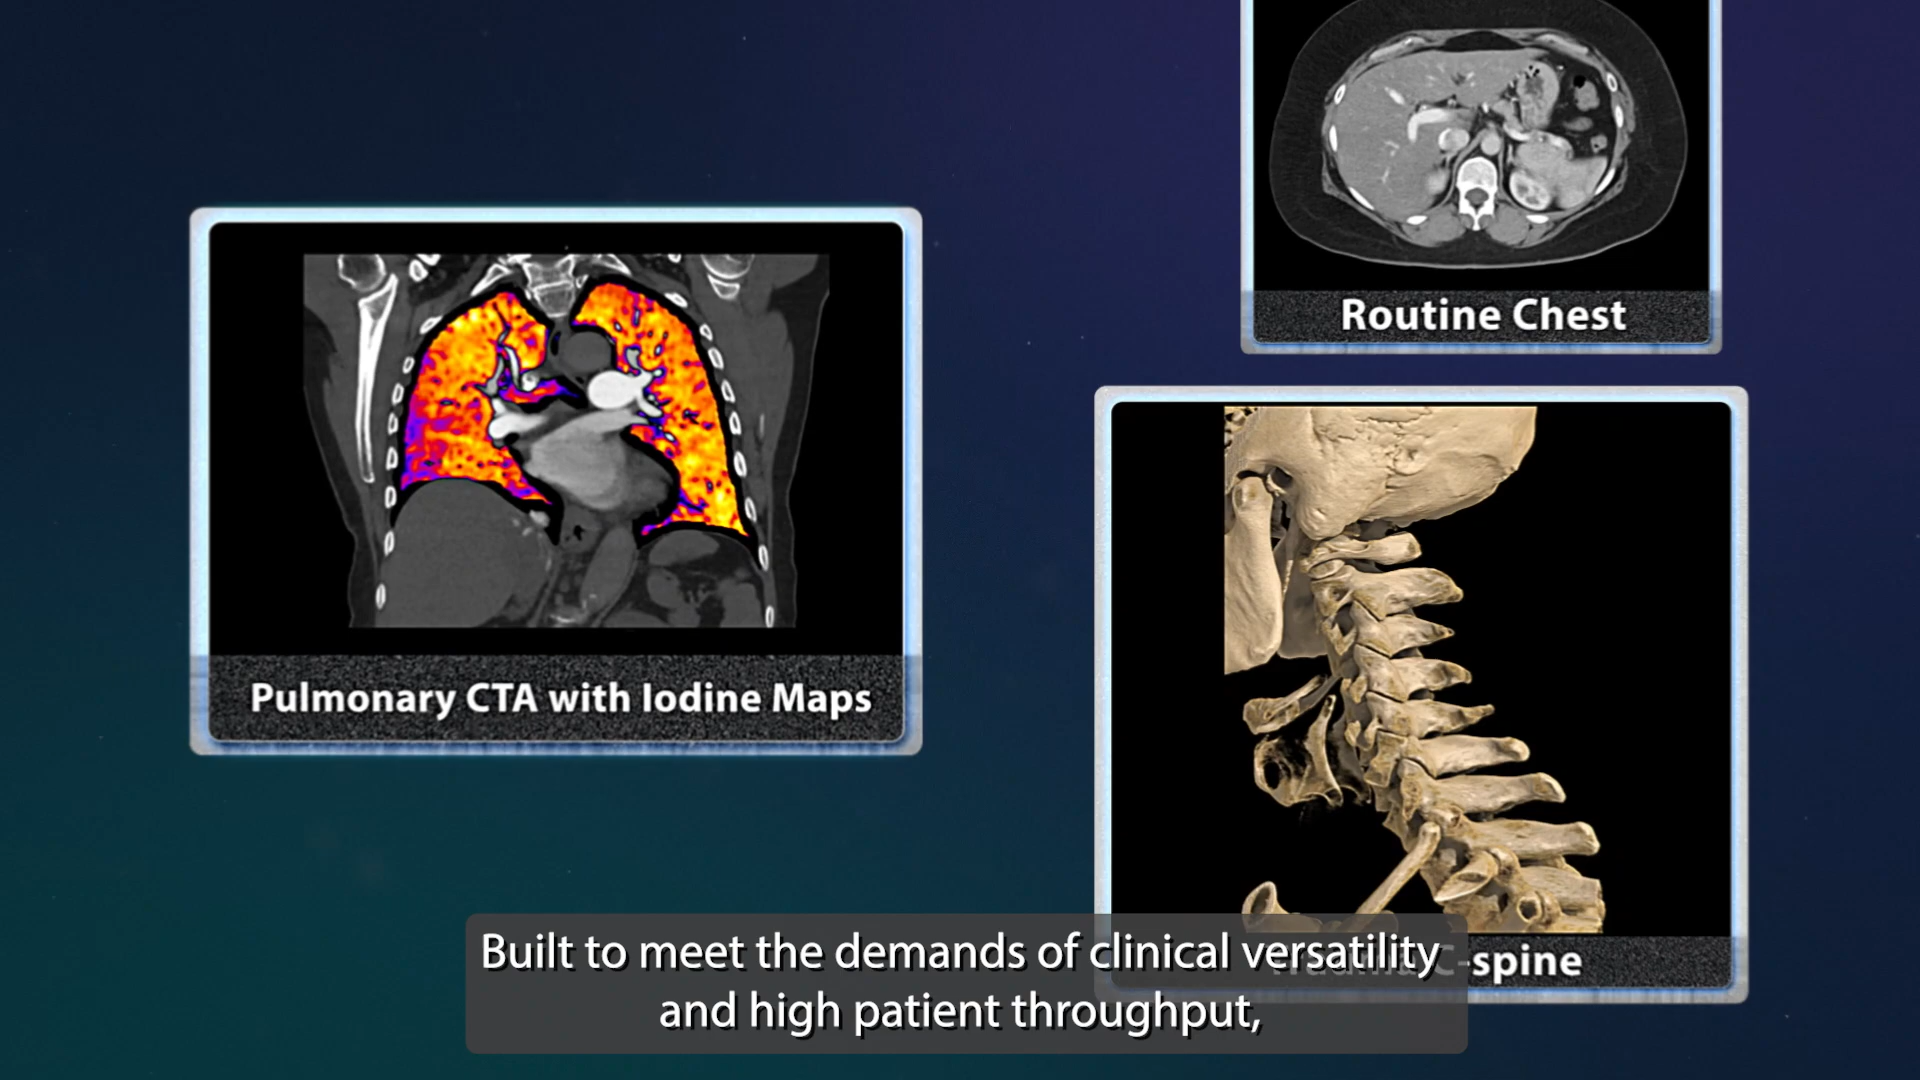 Routine Chest
Pulmonary CTA with Iodine Maps
Trauma C-spine
Built to meet the demands of clinical versatility
and high patient throughput,